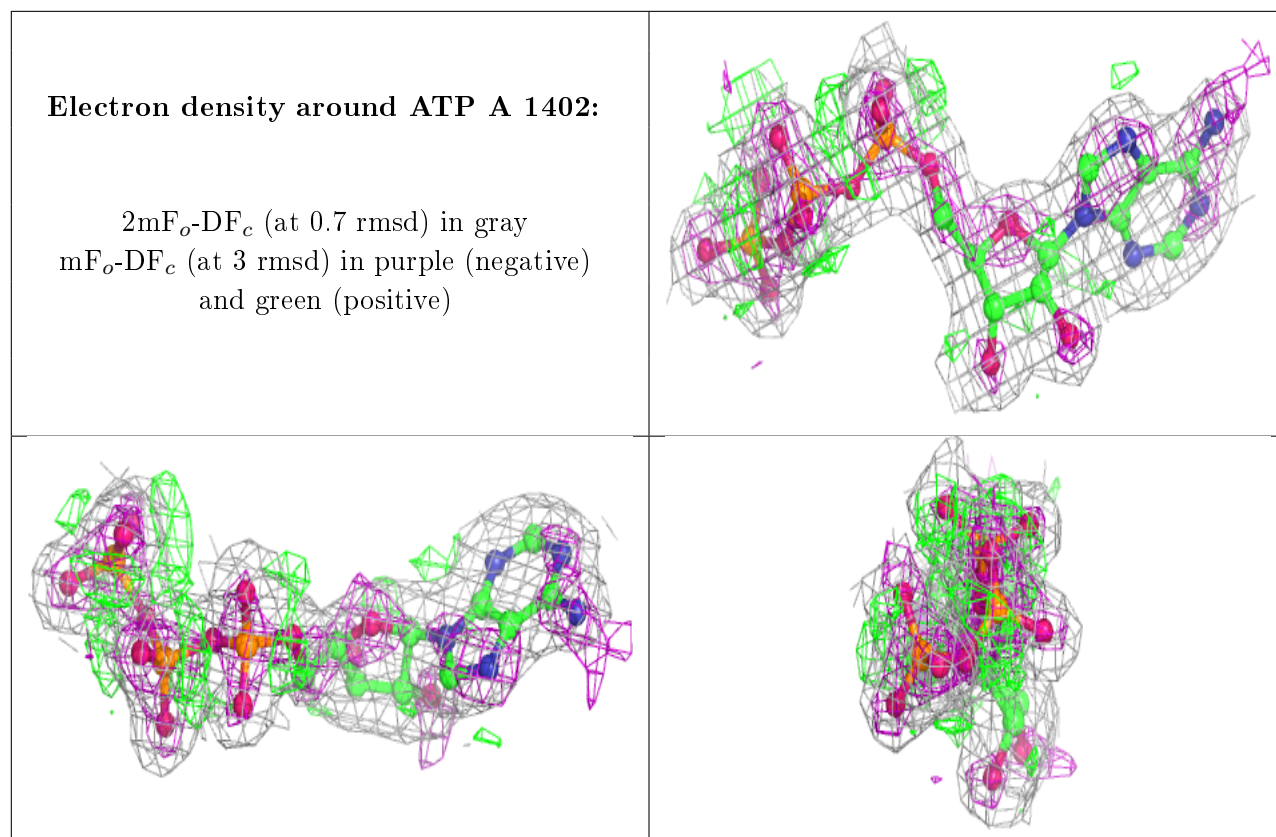 Electron density around ATP A 1402:
2mFₒ-DF𝒸 (at 0.7 rmsd) in gray
mFₒ-DF𝒸 (at 3 rmsd) in purple (negative)
and green (positive)